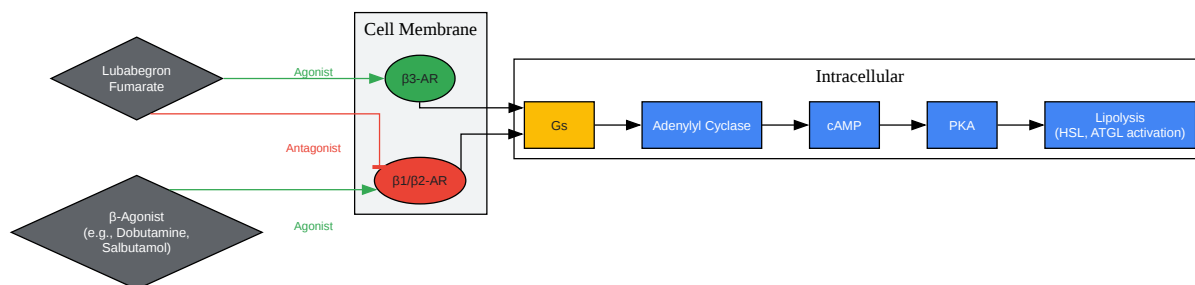 Cell Membrane
Lubabegron
Fumarate
Agonist
β3-AR
Intracellular
Gs
Adenylyl Cyclase
cAMP
PKA
Lipolysis
(HSL, ATGL activation)
Antagonist
β1/β2-AR
β-Agonist
(e.g., Dobutamine,
Salbutamol)
Agonist